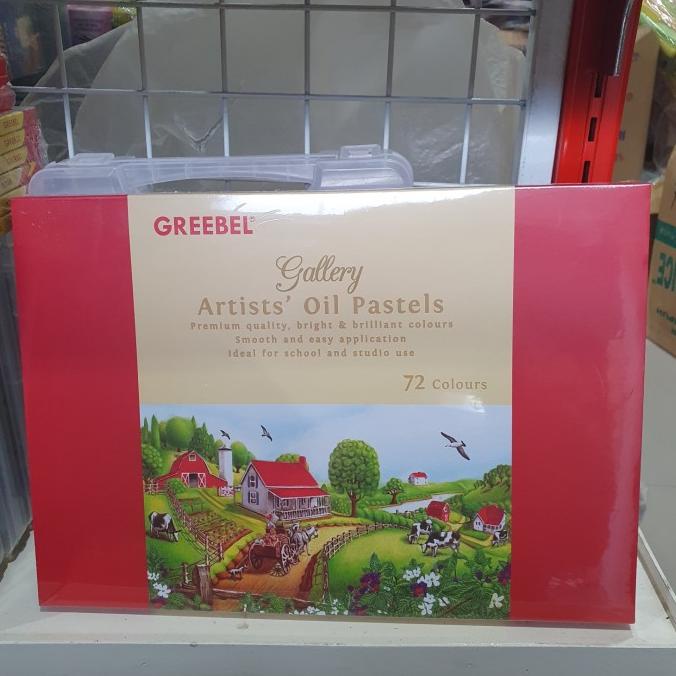 GREEBEL
Gallery
Artists' Oil Pastels
Premium quality, bright & brilliant colours
Smooth and easy application
Ideal for school and studio use
72 Colours